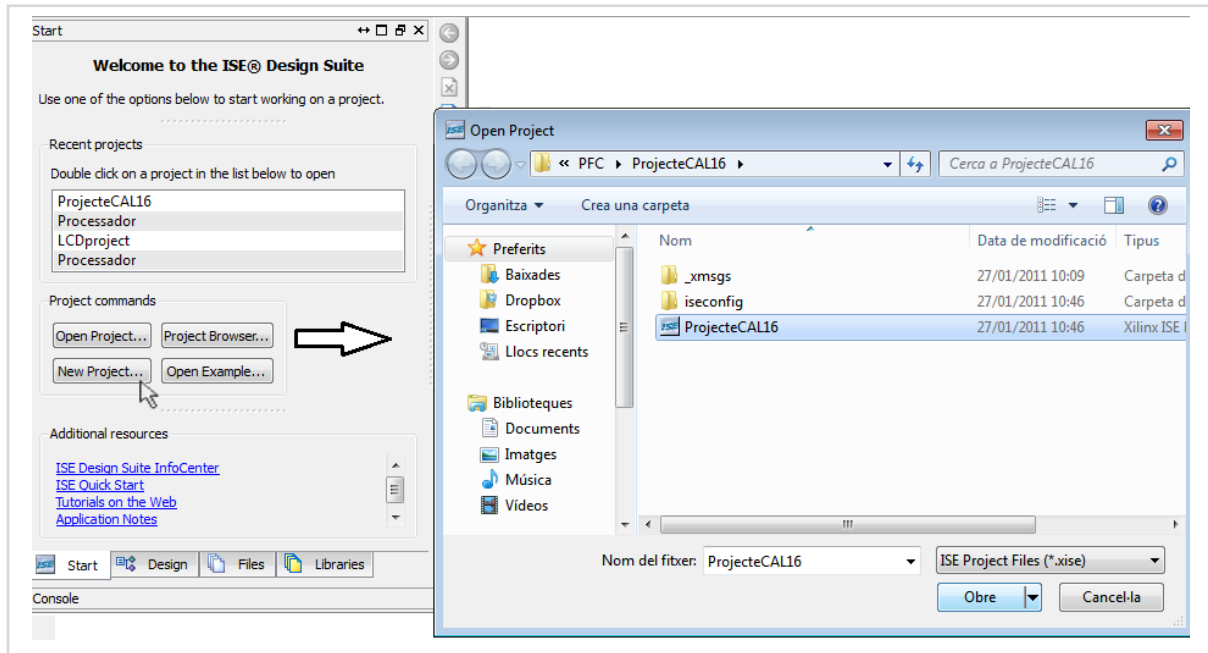 Start
Welcome to the ISE® Design Suite
Use one of the options below to start working on a project.
Recent projects
Double click on a project in the list below to open
ProjecteCAL16
Processador
LCDproject
Processador
Project commands
Open Project... Project Browser...
New Project... Open Example...
Additional resources
ISE Design Suite InfoCenter
ISE Quick Start
Tutorials on the Web
Application Notes
Start Design Files Libraries
Console
ISE Open Project
« PFC ProjecteCAL16 Cerca a ProjecteCAL16
Organitza Crea una carpeta
Preferits
Baixades
Dropbox
Escriptori
Llocs recents
Biblioteques
Documents
Imatges
Música
Vídeos
Nom Data de modificació Tipus
_xmsgs 27/01/2011 10:09 Carpeta d
iseconfig 27/01/2011 10:46 Carpeta d
ProjecteCAL16 27/01/2011 10:46 Xilinx ISE
Nom del fitxer: ProjecteCAL16 ISE Project Files (*.xise)
Obre Cancel·la